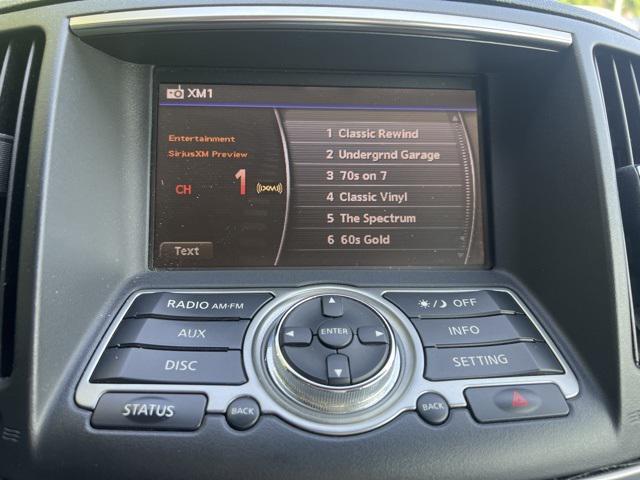 XM1
Entertainment
SiriusXM Preview
CH 1 ((XM))
1 Classic Rewind
2 Undergrnd Garage
3 70s on 7
4 Classic Vinyl
5 The Spectrum
6 60s Gold
Text
RADIO AM·FM
AUX
DISC
STATUS
BACK
ENTER
BACK
OFF
INFO
SETTING